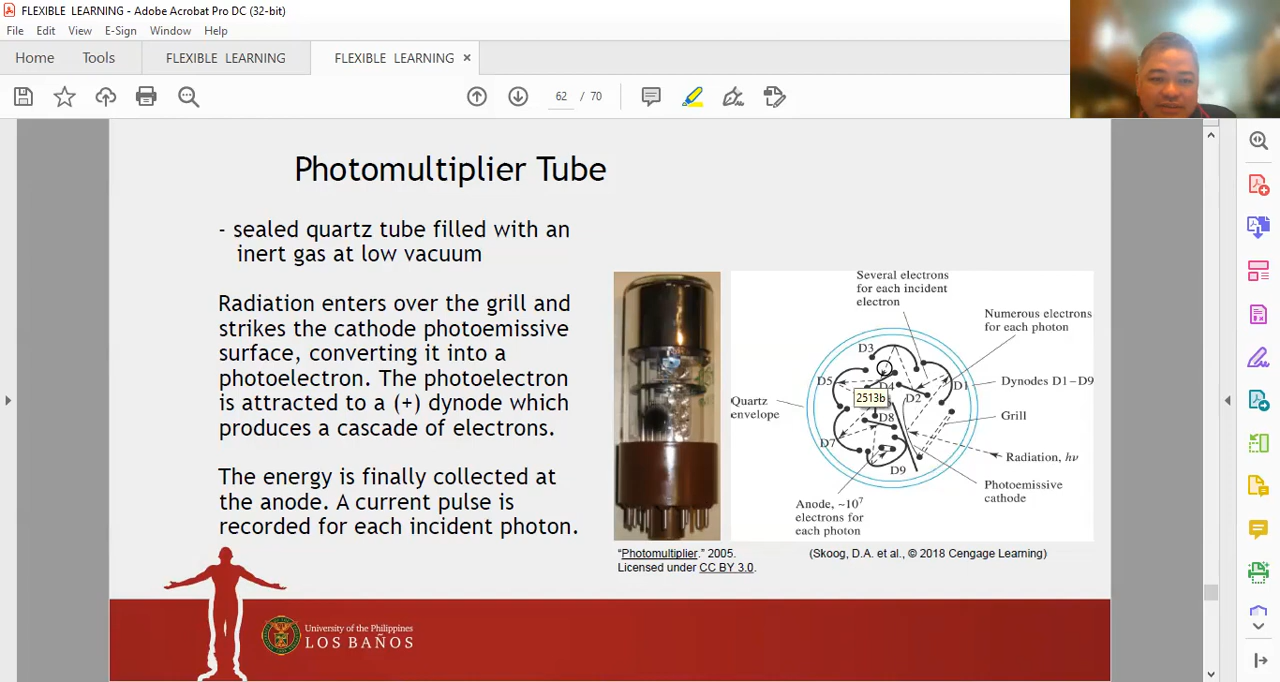 FLEXIBLE LEARNING - Adobe Acrobat Pro DC (32-bit)
File Edit View E-Sign Window Help
Home Tools FLEXIBLE LEARNING FLEXIBLE LEARNING ×
62 / 70
Photomultiplier Tube
- sealed quartz tube filled with an
inert gas at low vacuum
Radiation enters over the grill and
strikes the cathode photoemissive
surface, converting it into a
photoelectron. The photoelectron
is attracted to a (+) dynode which
produces a cascade of electrons.
The energy is finally collected at
the anode. A current pulse is
recorded for each incident photon.
Several electrons
for each incident
electron
Numerous electrons
for each photon
D3
D5
D4
D1
Dynodes D1–D9
2513b
D2
Quartz
envelope
Grill
D8
D7
Radiation, hν
D9
Photoemissive
cathode
Anode, ~10⁷
electrons for
each photon
"Photomultiplier." 2005.
Licensed under CC BY 3.0.
(Skoog, D.A. et al., © 2018 Cengage Learning)
University of the Philippines
LOS BAÑOS